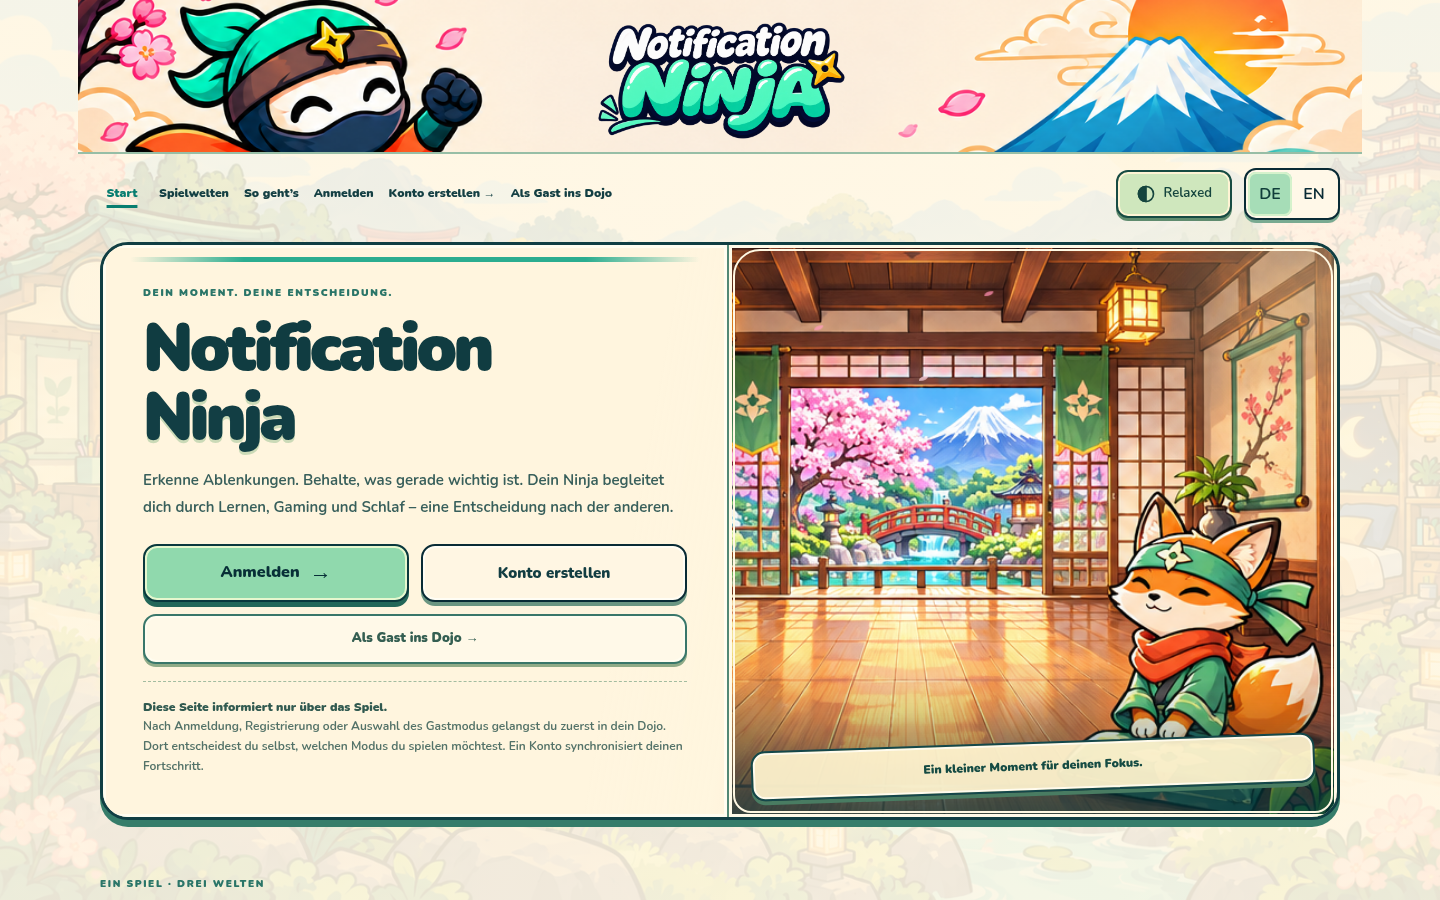 Notification
Ninja
Start Spielwelten So geht's Anmelden Konto erstellen → Als Gast ins Dojo
Relaxed
DE EN
DEIN MOMENT. DEINE ENTSCHEIDUNG.
Notification
Ninja
Erkenne Ablenkungen. Behalte, was gerade wichtig ist. Dein Ninja begleitet
dich durch Lernen, Gaming und Schlaf – eine Entscheidung nach der anderen.
Anmelden →
Konto erstellen
Als Gast ins Dojo →
Diese Seite informiert nur über das Spiel.
Nach Anmeldung, Registrierung oder Auswahl des Gastmodus gelangst du zuerst in dein Dojo.
Dort entscheidest du selbst, welchen Modus du spielen möchtest. Ein Konto synchronisiert deinen
Fortschritt.
Ein kleiner Moment für deinen Fokus.
EIN SPIEL · DREI WELTEN